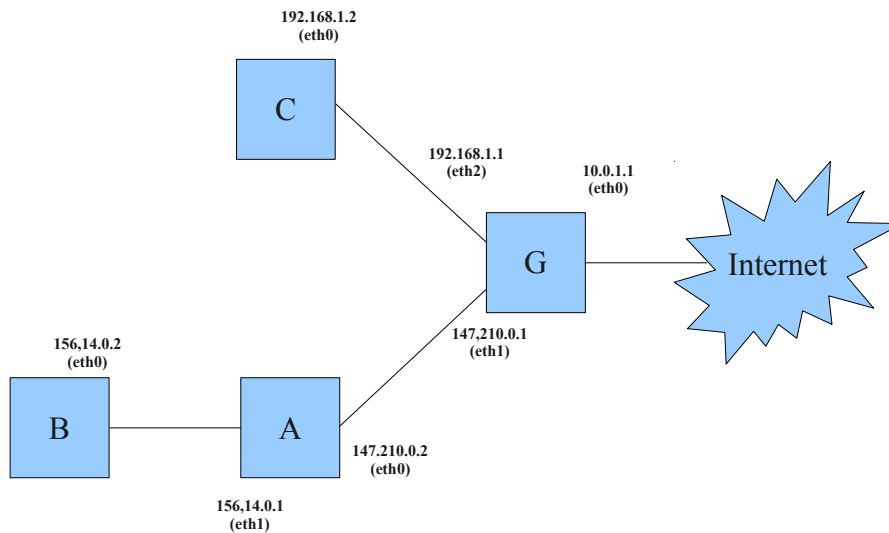 192.168.1.2
(eth0)
C
192.168.1.1
(eth2)
10.0.1.1
(eth0)
G
Internet
147,210.0.1
(eth1)
156,14.0.2
(eth0)
B
A
147.210.0.2
(eth0)
156,14.0.1
(eth1)